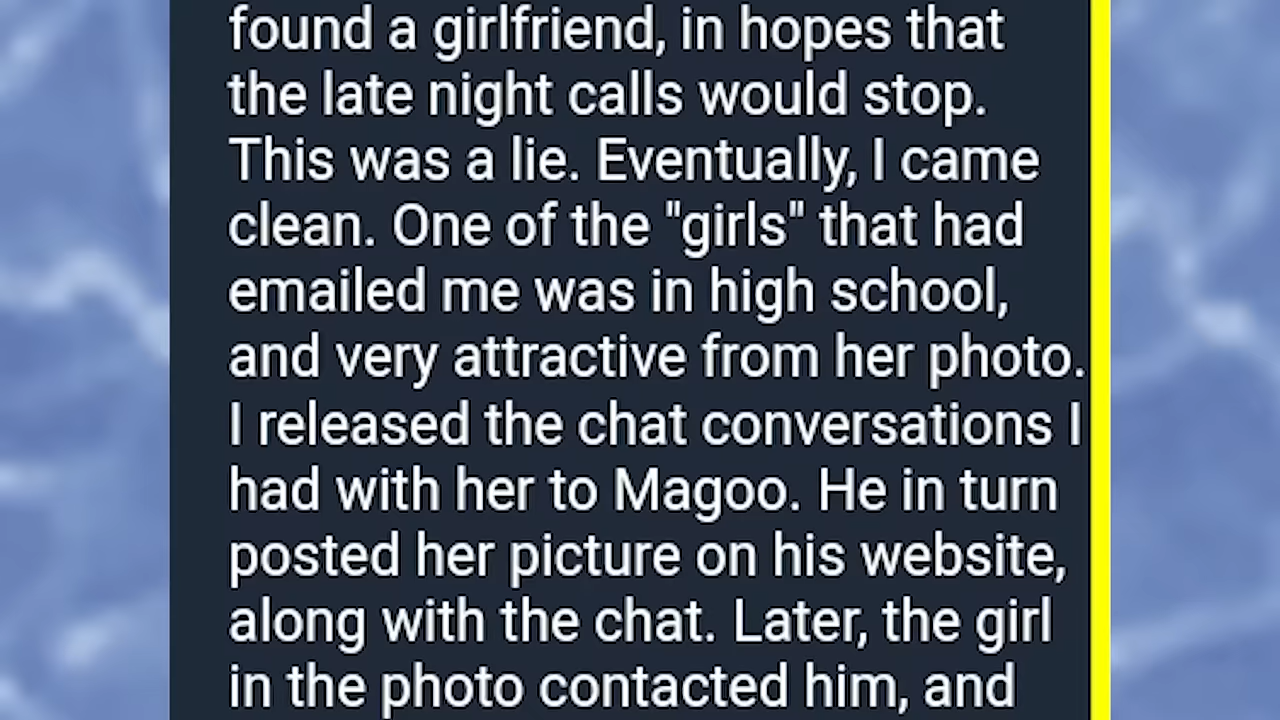 found a girlfriend, in hopes that
the late night calls would stop.
This was a lie. Eventually, I came
clean. One of the "girls" that had
emailed me was in high school,
and very attractive from her photo.
I released the chat conversations I
had with her to Magoo. He in turn
posted her picture on his website,
along with the chat. Later, the girl
in the photo contacted him, and